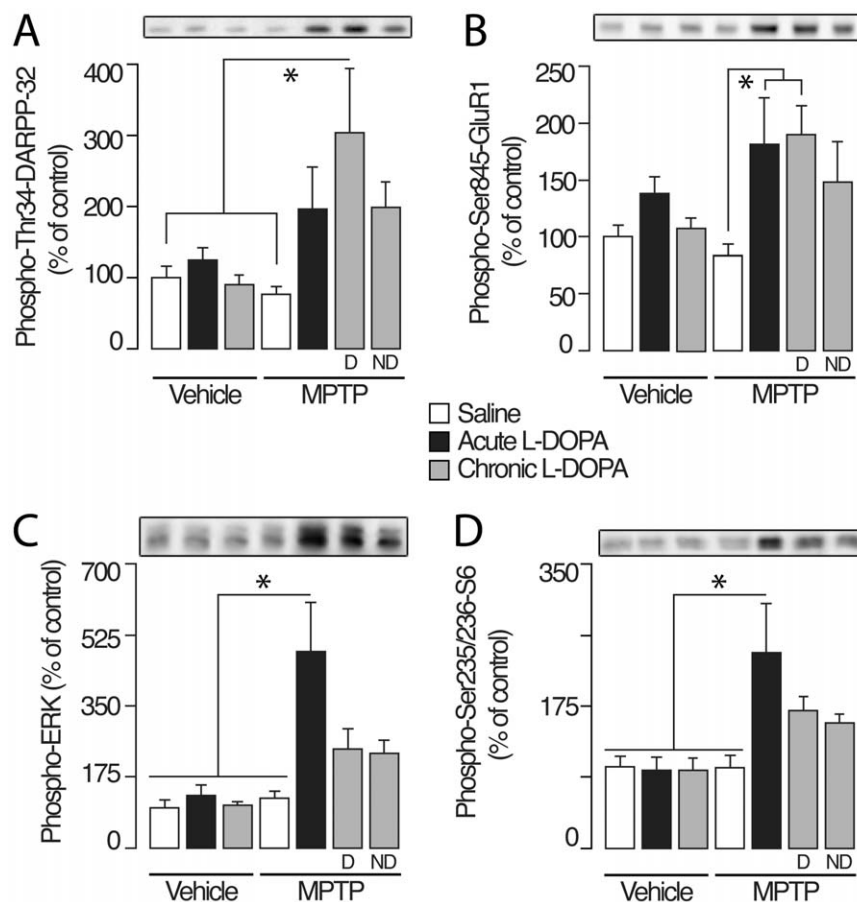 A
Phospho-Thr34-DARPP-32
(% of control)
400
300
200
100
0
*
D
ND
Vehicle
MPTP
B
Phospho-Ser845-GluR1
(% of control)
250
200
150
100
50
0
*
D
ND
Vehicle
MPTP
Saline
Acute L-DOPA
Chronic L-DOPA
C
Phospho-ERK (% of control)
700
525
350
175
0
*
D
ND
Vehicle
MPTP
D
Phospho-Ser235/236-S6
(% of control)
350
175
0
*
D
ND
Vehicle
MPTP